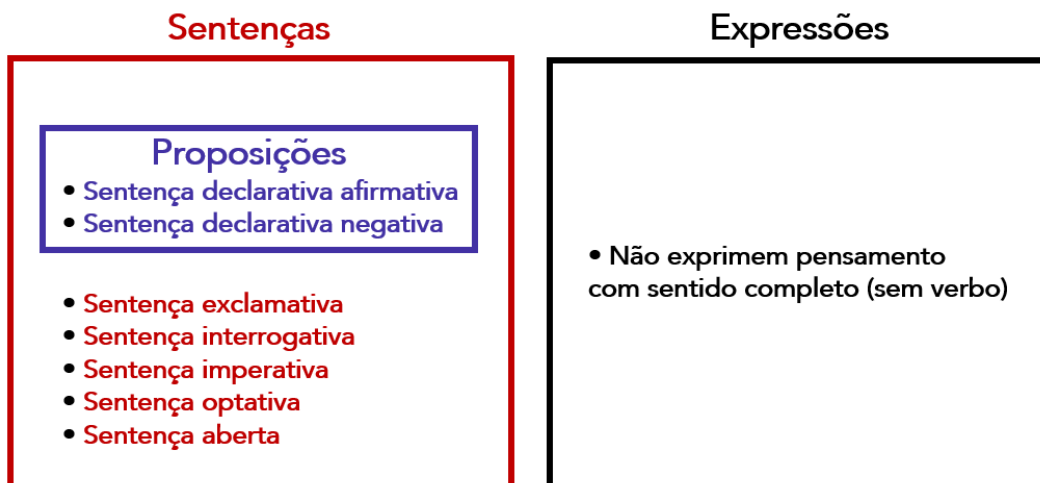 Sentenças
Proposições
• Sentença declarativa afirmativa
• Sentença declarativa negativa
• Sentença exclamativa
• Sentença interrogativa
• Sentença imperativa
• Sentença optativa
• Sentença aberta
Expressões
• Não exprimem pensamento
com sentido completo (sem verbo)